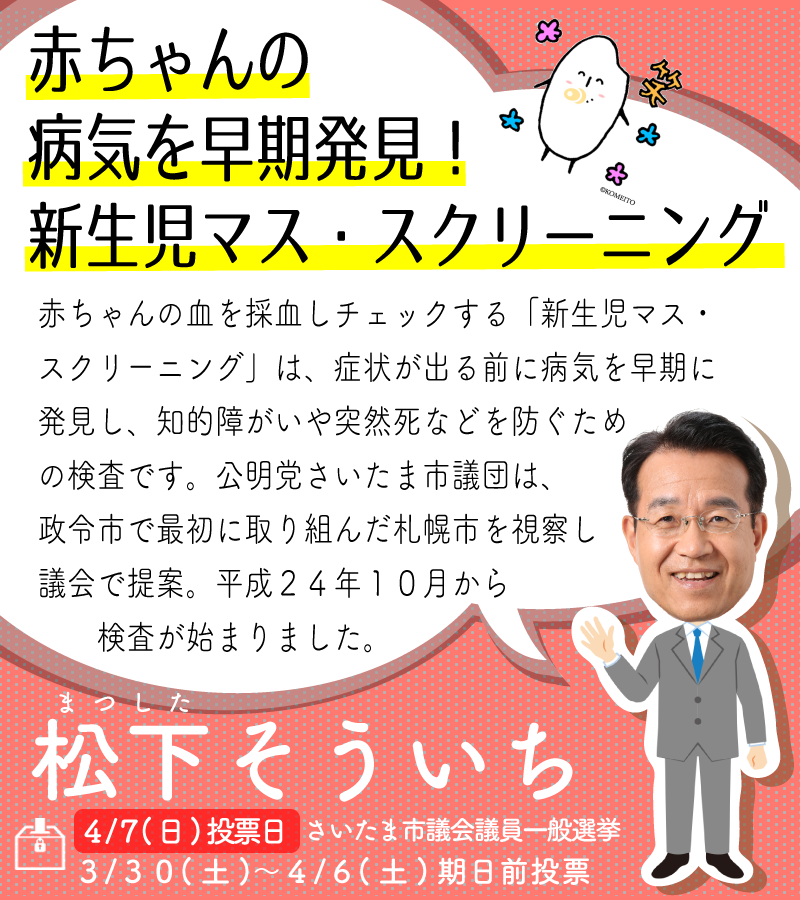 赤ちゃんの
病気を早期発見！
新生児マス・スクリーニング
©KOMEITO
赤ちゃんの血を採血しチェックする「新生児マス・
スクリーニング」は、症状が出る前に病気を早期に
発見し、知的障がいや突然死などを防ぐため
の検査です。公明党さいたま市議団は、
政令市で最初に取り組んだ札幌市を視察し
議会で提案。平成２４年１０月から
検査が始まりました。
まつした
松下そういち
4/7(日)投票日 さいたま市議会議員一般選挙
3/30(土)～4/6(土)期日前投票